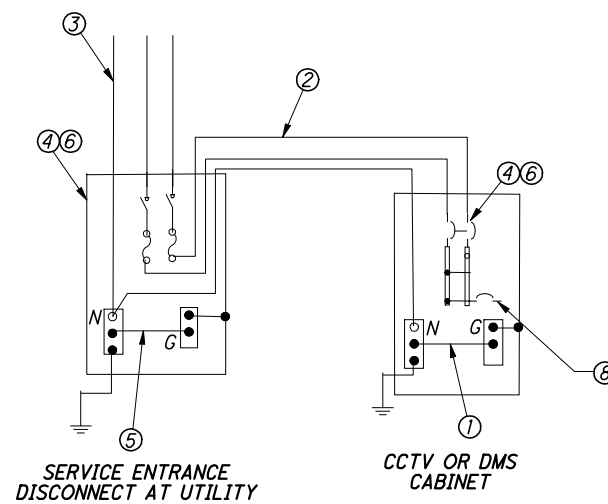 3
2
4 6
4 6
N
G
N
G
8
5
1
SERVICE ENTRANCE
DISCONNECT AT UTILITY
CCTV OR DMS
CABINET